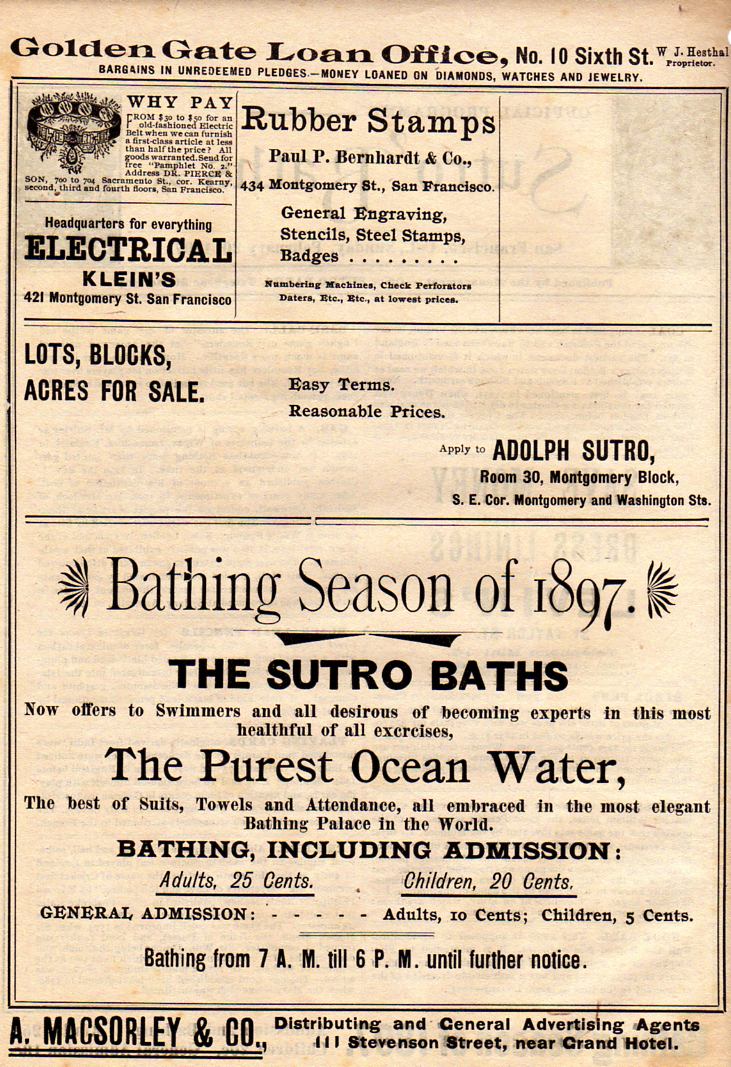 Golden Gate Loan Office, No. 10 Sixth St. W J. Hesthal Proprietor.
BARGAINS IN UNREDEEMED PLEDGES.—MONEY LOANED ON DIAMONDS, WATCHES AND JEWELRY.
WHY PAY
FROM $30 to $50 for an
old-fashioned Electric
Belt when we can furnish
a first-class article at less
than half the price? All
goods warranted. Send for
free "Pamphlet No. 2."
Address DR. PIERCE &
SON, 700 to 704 Sacramento St., cor. Kearny,
second, third and fourth floors, San Francisco.
Headquarters for everything
ELECTRICAL
KLEIN'S
421 Montgomery St. San Francisco
Rubber Stamps
Paul P. Bernhardt & Co.,
434 Montgomery St., San Francisco.
General Engraving,
Stencils, Steel Stamps,
Badges . . . . . . . . .
Numbering Machines, Check Perforators
Daters, Etc., Etc., at lowest prices.
LOTS, BLOCKS,
ACRES FOR SALE.
Easy Terms.
Reasonable Prices.
Apply to ADOLPH SUTRO,
Room 30, Montgomery Block,
S. E. Cor. Montgomery and Washington Sts.
Bathing Season of 1897.
THE SUTRO BATHS
Now offers to Swimmers and all desirous of becoming experts in this most
healthful of all excrcises,
The Purest Ocean Water,
The best of Suits, Towels and Attendance, all embraced in the most elegant
Bathing Palace in the World.
BATHING, INCLUDING ADMISSION:
Adults, 25 Cents. Children, 20 Cents.
GENERAL ADMISSION: - - - - - Adults, 10 Cents; Children, 5 Cents.
Bathing from 7 A. M. till 6 P. M. until further notice.
A. MACSORLEY & CO., Distributing and General Advertising Agents
111 Stevenson Street, near Grand Hotel.